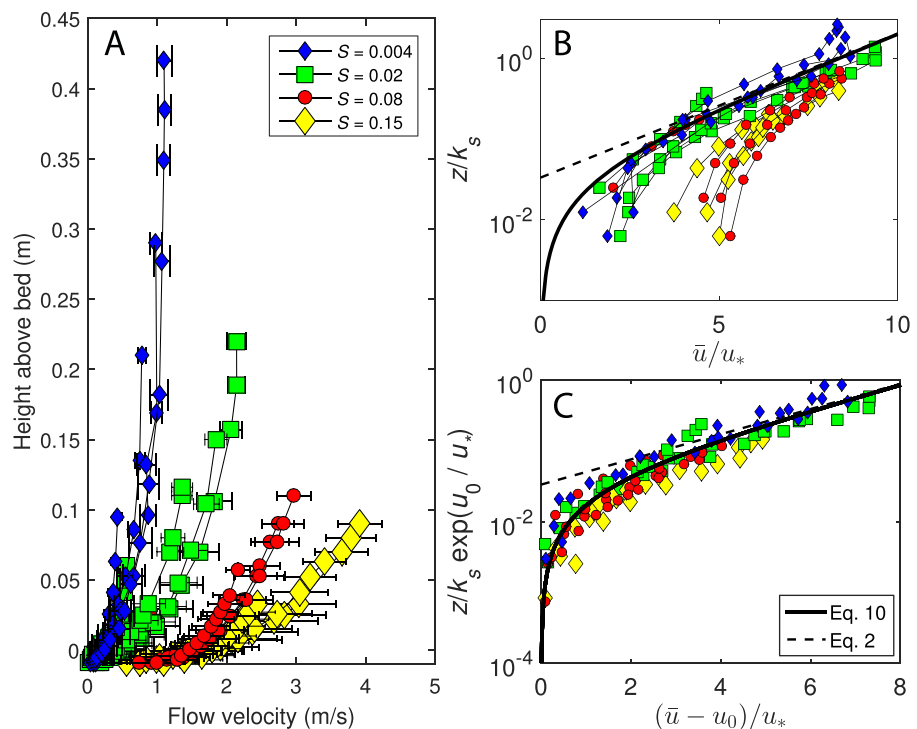 A
S = 0.004
S = 0.02
S = 0.08
S = 0.15
0.45
0.4
0.35
0.3
0.25
0.2
0.15
0.1
0.05
0
Height above bed (m)
0 1 2 3 4 5
Flow velocity (m/s)
B
10^0
10^-2
z/k_s
0 5 10
ū/u_*
C
10^0
10^-2
10^-4
z/k_s exp(u_0 / u_*)
Eq. 10
Eq. 2
0 2 4 6 8
(ū − u_0)/u_*